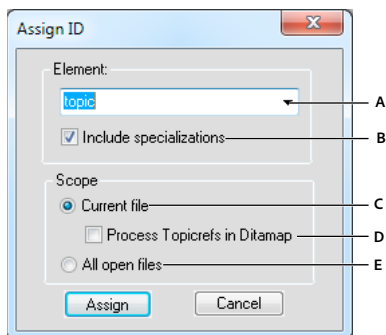 Assign ID
Element:
topic
A
Include specializations
B
Scope
Current file
C
Process Topicrefs in Ditamap
D
All open files
E
Assign
Cancel